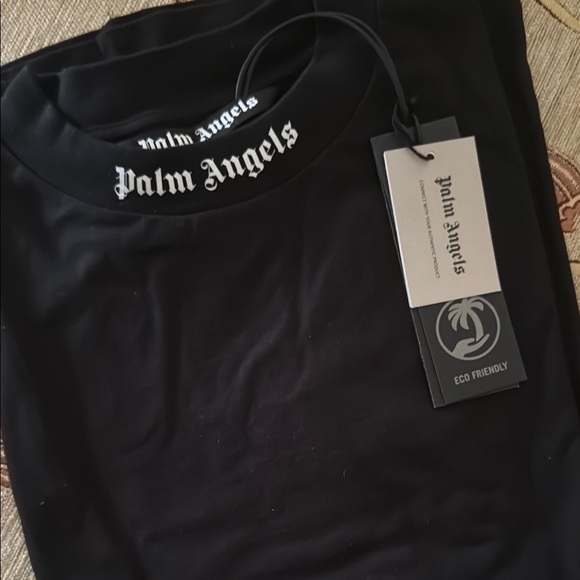 Palm Angels
Palm Angels
Palm Angels
CONNECT WITH YOUR AUTHENTIC PRODUCT.
ECO FRIENDLY